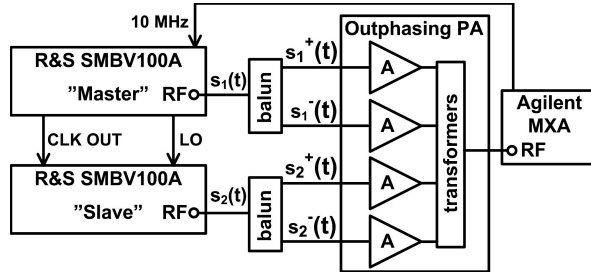 10 MHz
R&S SMBV100A
”Master” RF
s1(t)
balun
s1+(t)
s1-(t)
CLK OUT
LO
R&S SMBV100A
”Slave” RF
s2(t)
balun
s2+(t)
s2-(t)
Outphasing PA
A
A
A
A
transformers
Agilent
MXA
RF